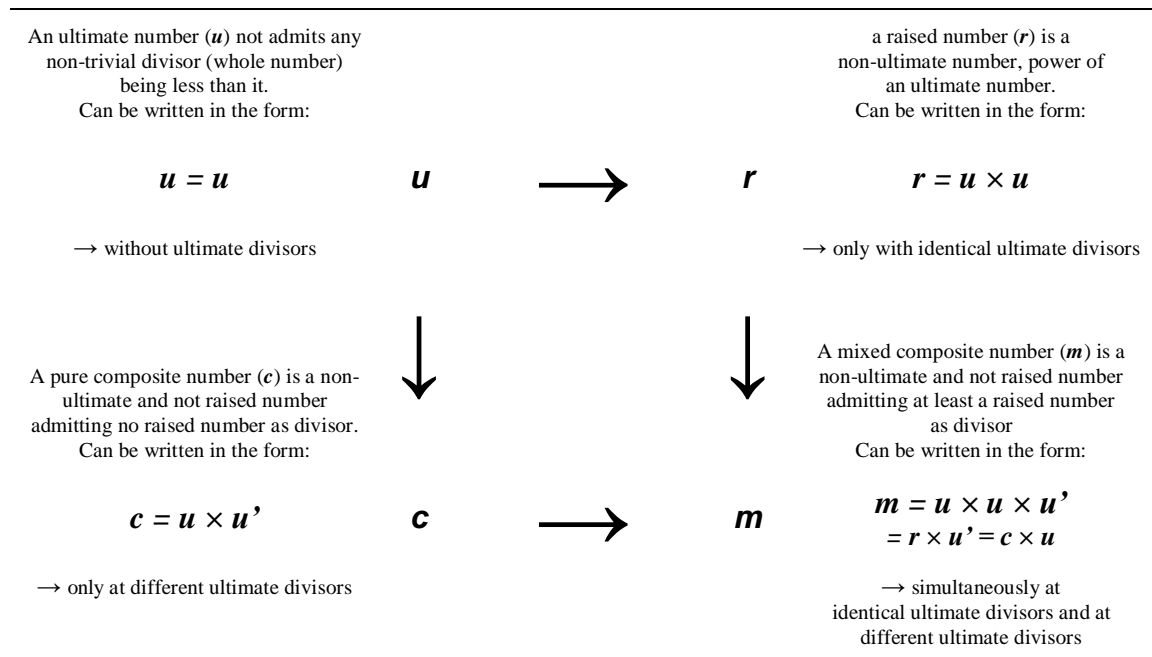 An ultimate number (u) not admits any
non-trivial divisor (whole number)
being less than it.
Can be written in the form:
a raised number (r) is a
non-ultimate number, power of
an ultimate number.
Can be written in the form:
u = u
u
→
r
r = u × u
→ without ultimate divisors
→ only with identical ultimate divisors
↓
↓
A pure composite number (c) is a non-
ultimate and not raised number
admitting no raised number as divisor.
Can be written in the form:
A mixed composite number (m) is a
non-ultimate and not raised number
admitting at least a raised number
as divisor
Can be written in the form:
c = u × u’
c
→
m
m = u × u × u’
= r × u’ = c × u
→ only at different ultimate divisors
→ simultaneously at
identical ultimate divisors and at
different ultimate divisors